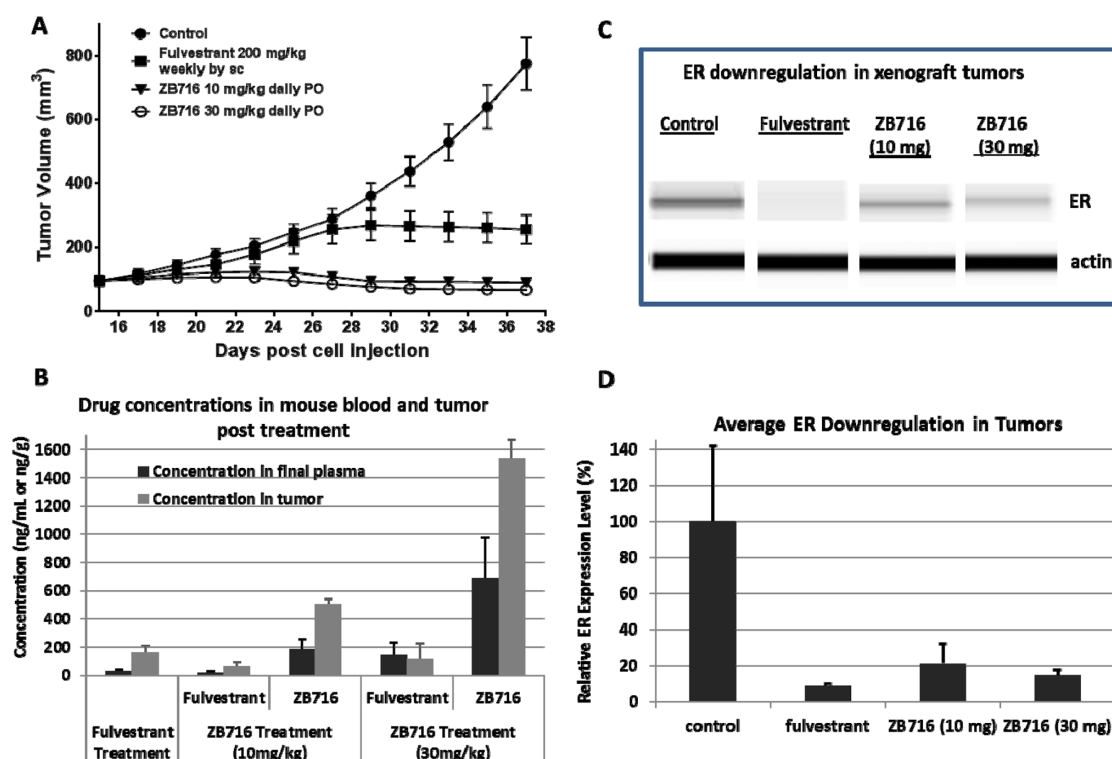 A
Control
Fulvestrant 200 mg/kg
weekly by sc
ZB716 10 mg/kg daily PO
ZB716 30 mg/kg daily PO
Tumor Volume (mm³)
800
600
400
200
0
16 18 20 22 24 26 28 30 32 34 36 38
Days post cell injection
C
ER downregulation in xenograft tumors
Control Fulvestrant ZB716 ZB716
(10 mg) (30 mg)
ER
actin
B
Drug concentrations in mouse blood and tumor
post treatment
Concentration (ng/mL or ng/g)
1600
1400
1200
1000
800
600
400
200
0
Concentration in final plasma
Concentration in tumor
Fulvestrant ZB716 Fulvestrant ZB716
Fulvestrant ZB716 Treatment ZB716 Treatment
Treatment (10mg/kg) (30mg/kg)
D
Average ER Downregulation in Tumors
Relative ER Expression Level (%)
140
120
100
80
60
40
20
0
control fulvestrant ZB716 (10 mg) ZB716 (30 mg)